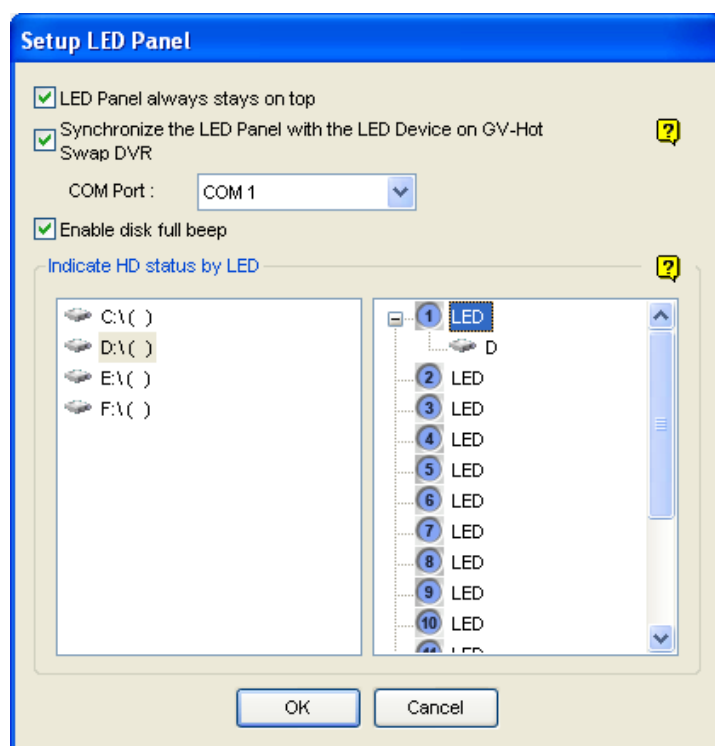 Setup LED Panel
LED Panel always stays on top
Synchronize the LED Panel with the LED Device on GV-Hot
Swap DVR
COM Port :
COM 1
Enable disk full beep
Indicate HD status by LED
C:\ ( )
D:\ ( )
E:\ ( )
F:\ ( )
1 LED
D
2 LED
3 LED
4 LED
5 LED
6 LED
7 LED
8 LED
9 LED
10 LED
11 LED
OK
Cancel